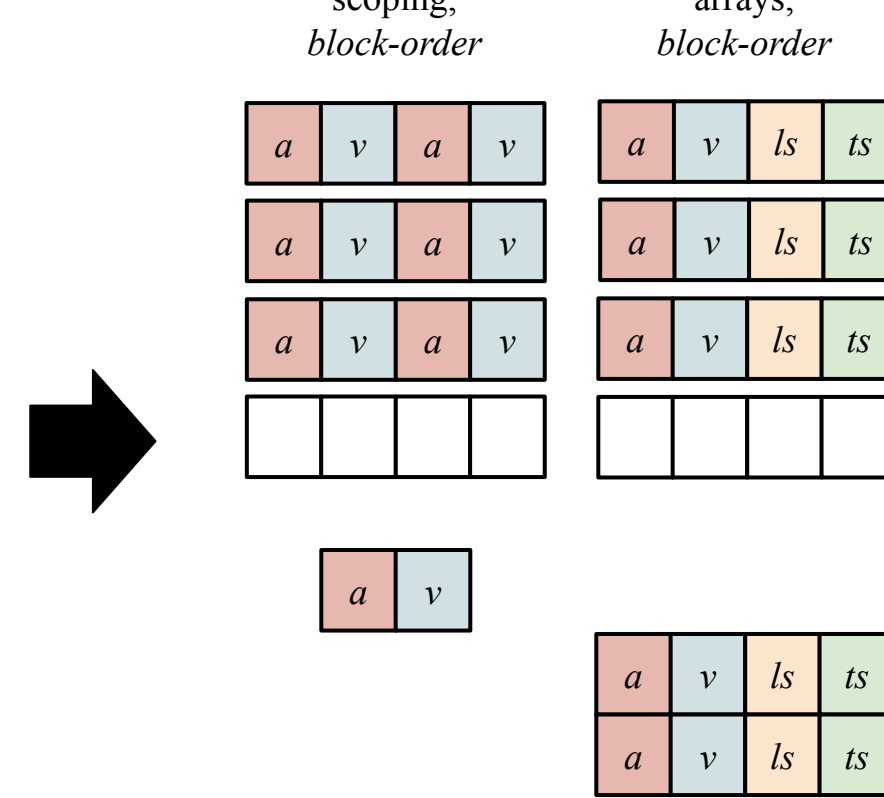 scoping,
block-order
arrays,
block-order
a v a v
a v ls ts
a v a v
a v ls ts
a v a v
a v ls ts
a v
a v ls ts
a v ls ts